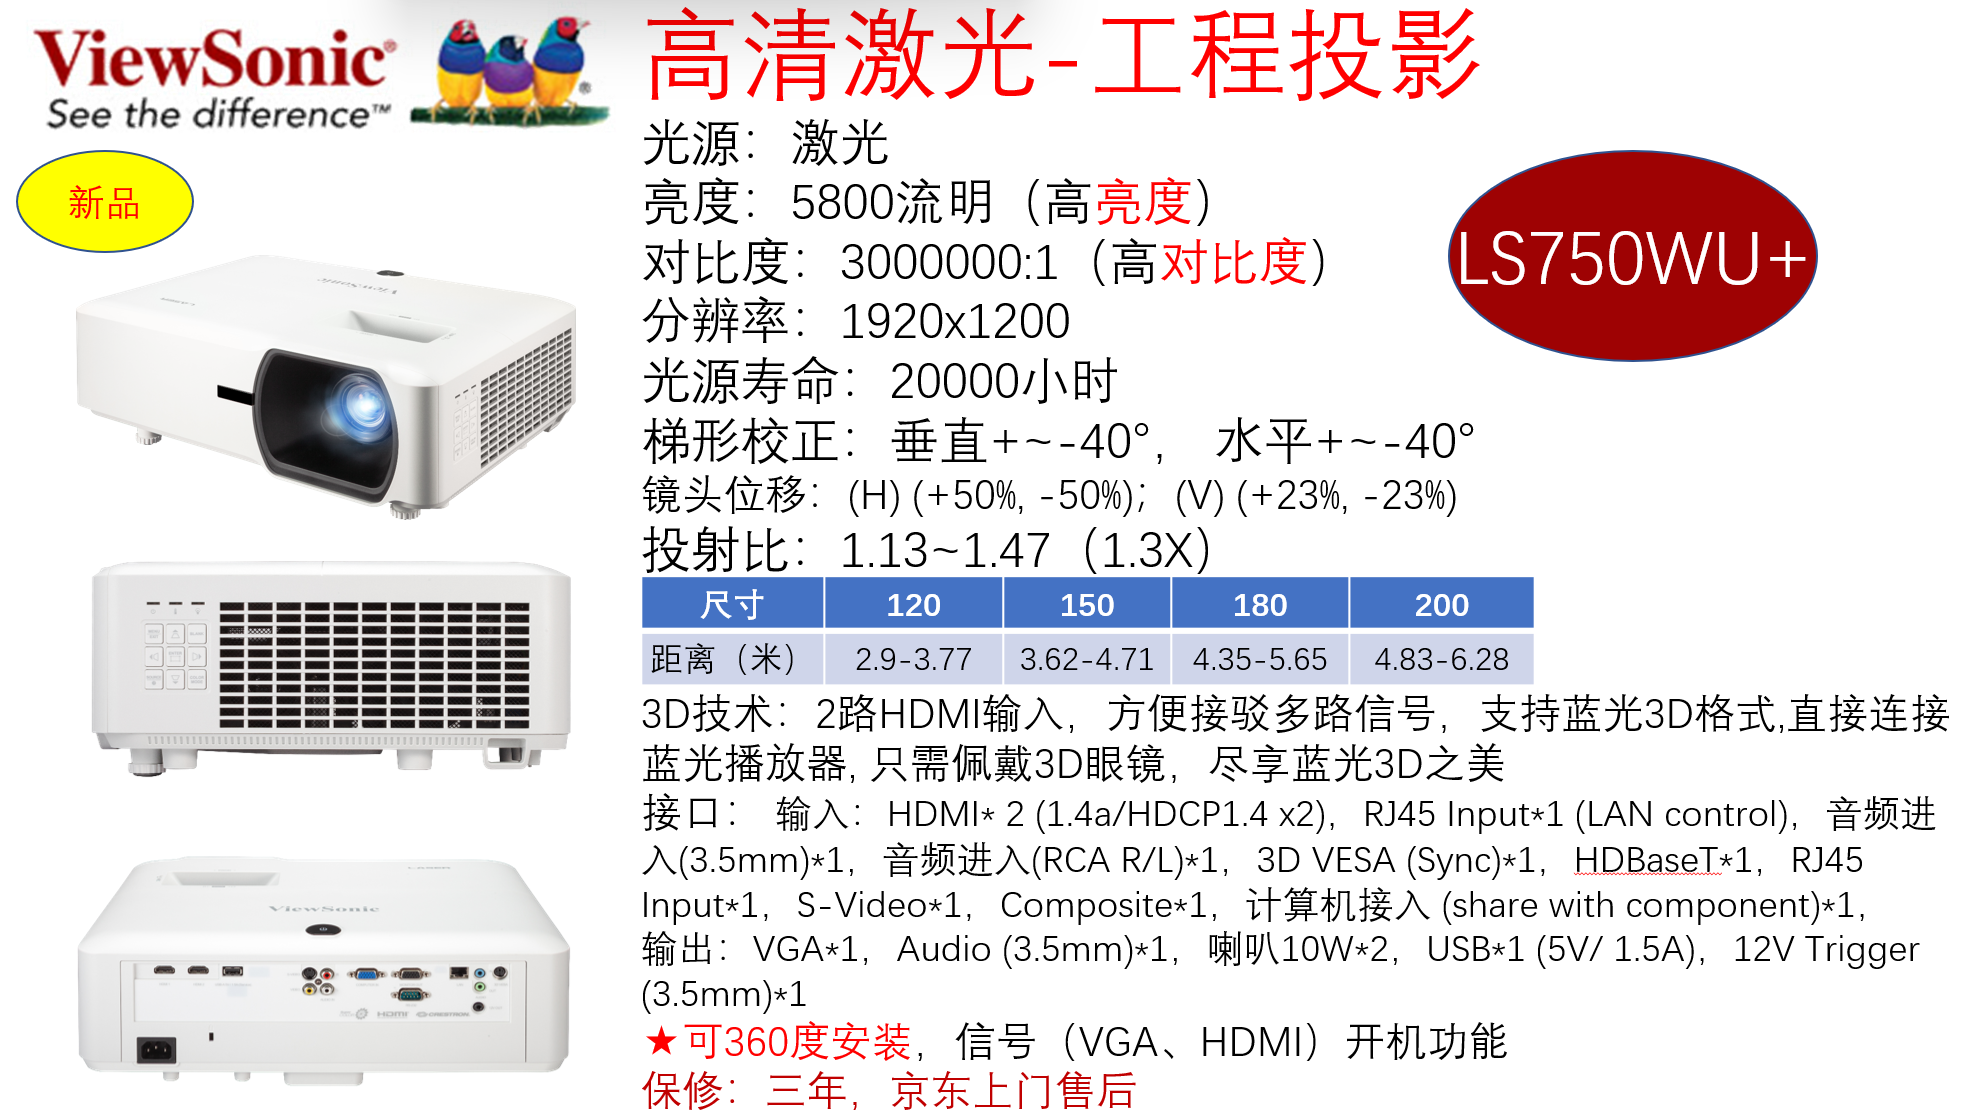 ViewSonic®
See the difference™
®
高清激光-工程投影
新品
LS750WU+
光源：激光
亮度：5800流明（高亮度）
对比度：3000000:1（高对比度）
分辨率：1920x1200
光源寿命：20000小时
梯形校正：垂直+~-40°， 水平+~-40°
镜头位移：(H) (+50%, -50%)；(V) (+23%, -23%)
投射比：1.13~1.47（1.3X）
尺寸 120 150 180 200
距离（米） 2.9-3.77 3.62-4.71 4.35-5.65 4.83-6.28
3D技术：2路HDMI输入，方便接驳多路信号，支持蓝光3D格式,直接连接
蓝光播放器, 只需佩戴3D眼镜，尽享蓝光3D之美
接口： 输入：HDMI* 2 (1.4a/HDCP1.4 x2)，RJ45 Input*1 (LAN control)，音频进
入(3.5mm)*1，音频进入(RCA R/L)*1，3D VESA (Sync)*1，HDBaseT*1，RJ45
Input*1，S-Video*1，Composite*1，计算机接入 (share with component)*1，
输出：VGA*1，Audio (3.5mm)*1，喇叭10W*2，USB*1 (5V/ 1.5A)，12V Trigger
(3.5mm)*1
★可360度安装，信号（VGA、HDMI）开机功能
保修：三年，京东上门售后
ViewSonic
ViewSonic
HDMI
CRESTRON